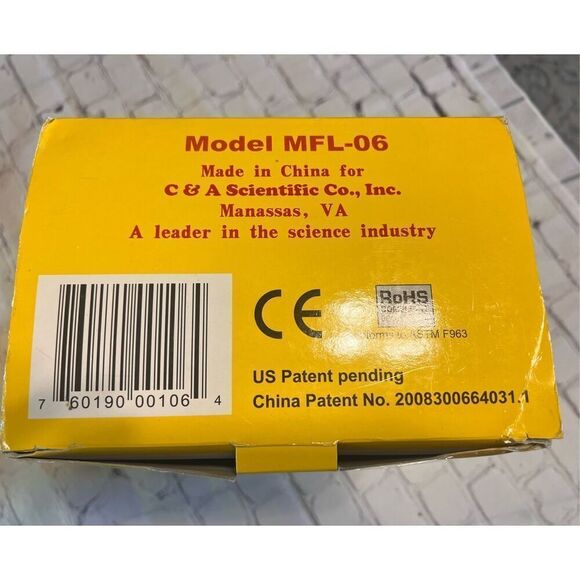 Model MFL-06
Made in China for
C & A Scientific Co., Inc.
Manassas, VA
A leader in the science industry
CE
RoHS
ASTM F963
US Patent pending
China Patent No. 2008300664031.1
7 60190 00106 4